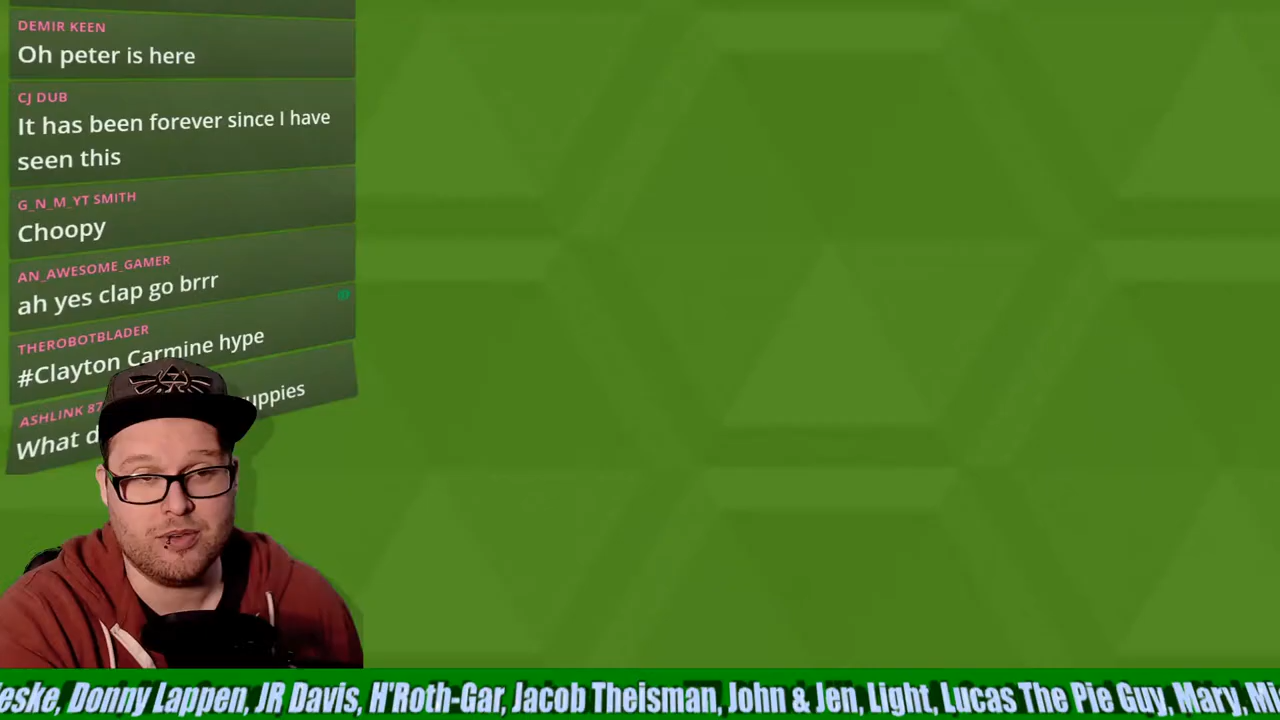 DEMIR KEEN
Oh peter is here
CJ DUB
It has been forever since I have
seen this
G_N_M_YT SMITH
Choopy
AN_AWESOME_GAMER
ah yes clap go brrr
@
THEROBOTBLADER
#Clayton Carmine hype
ASHLINK
What
eske, Donny Lappen, JR Davis, H'Roth-Gar, Jacob Theisman, John & Jen, Light, Lucas The Pie Guy, Mary, Mi